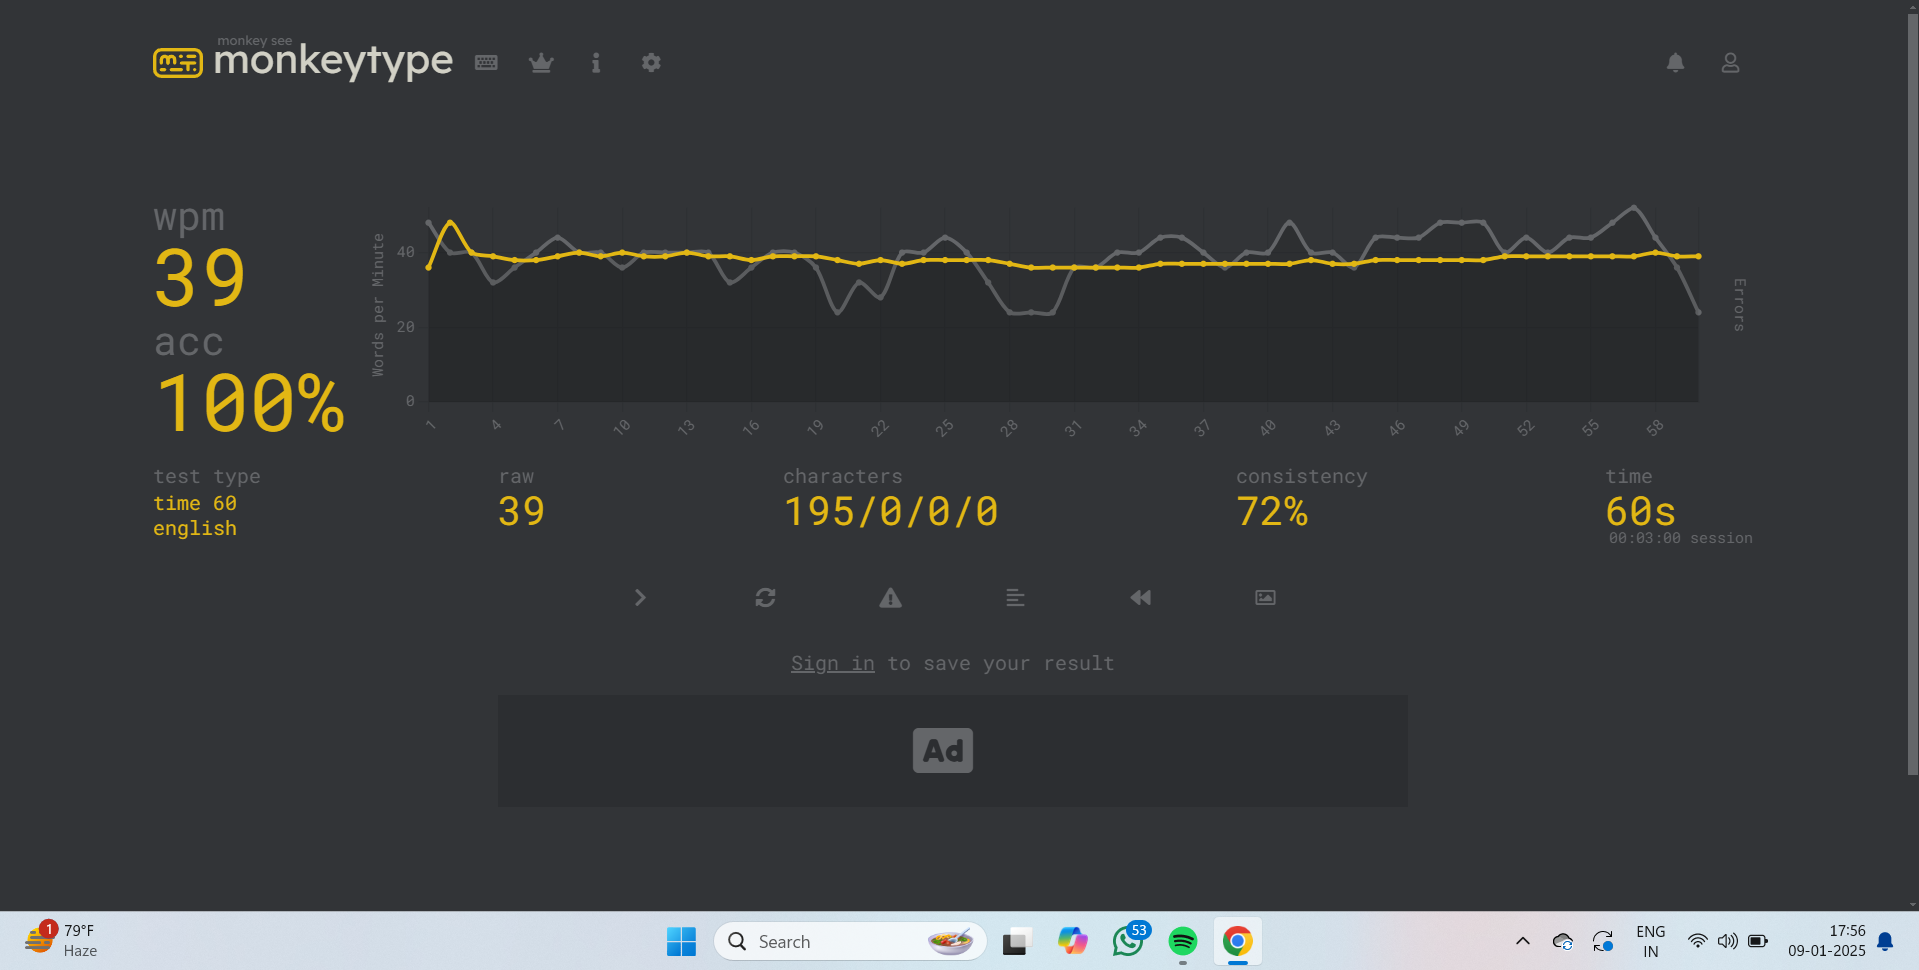 monkey see
monkeytype
wpm
39
acc
100%
Words per Minute
40
20
0
Errors
1 4 7 10 13 16 19 22 25 28 31 34 37 40 43 46 49 52 55 58
test type
time 60
english
raw
39
characters
195/0/0/0
consistency
72%
time
60s
00:03:00 session
Sign in to save your result
Ad
1
79°F
Haze
Search
53
ENG
IN
17:56
09-01-2025